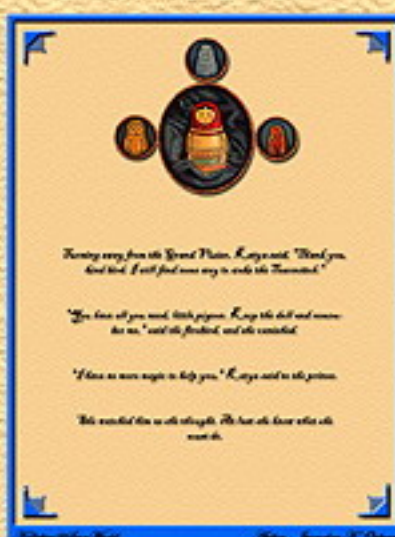 Turning away from the Grand Vizier, Katya said, "Thank you,
kind bird. I will find some way to wake the
"You have all you need, little pigeon. Keep the doll and remem-
ber me," said the firebird, and she vanished.
"I have no more magic to help you," Katya said to the prince.
She watched him as she thought. At last she knew what she
must do.